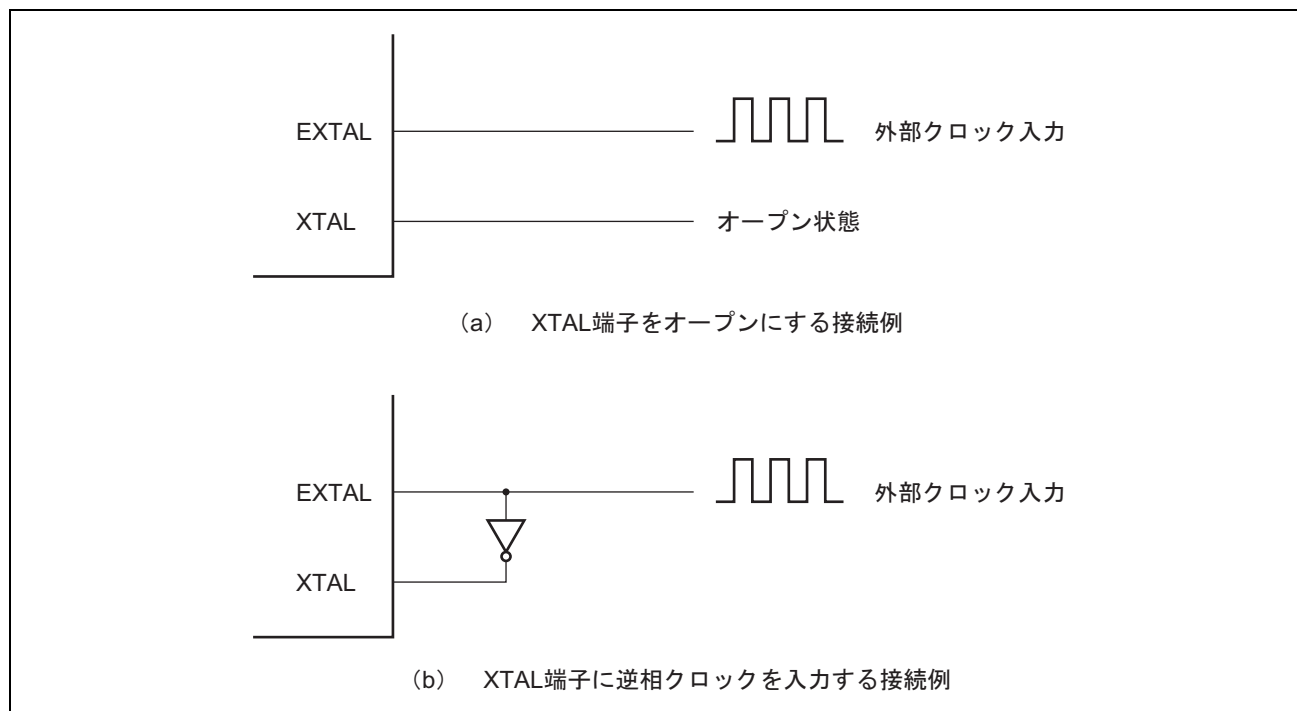 EXTAL
外部クロック入力
XTAL
オープン状態
(a) XTAL端子をオープンにする接続例
EXTAL
外部クロック入力
XTAL
(b) XTAL端子に逆相クロックを入力する接続例